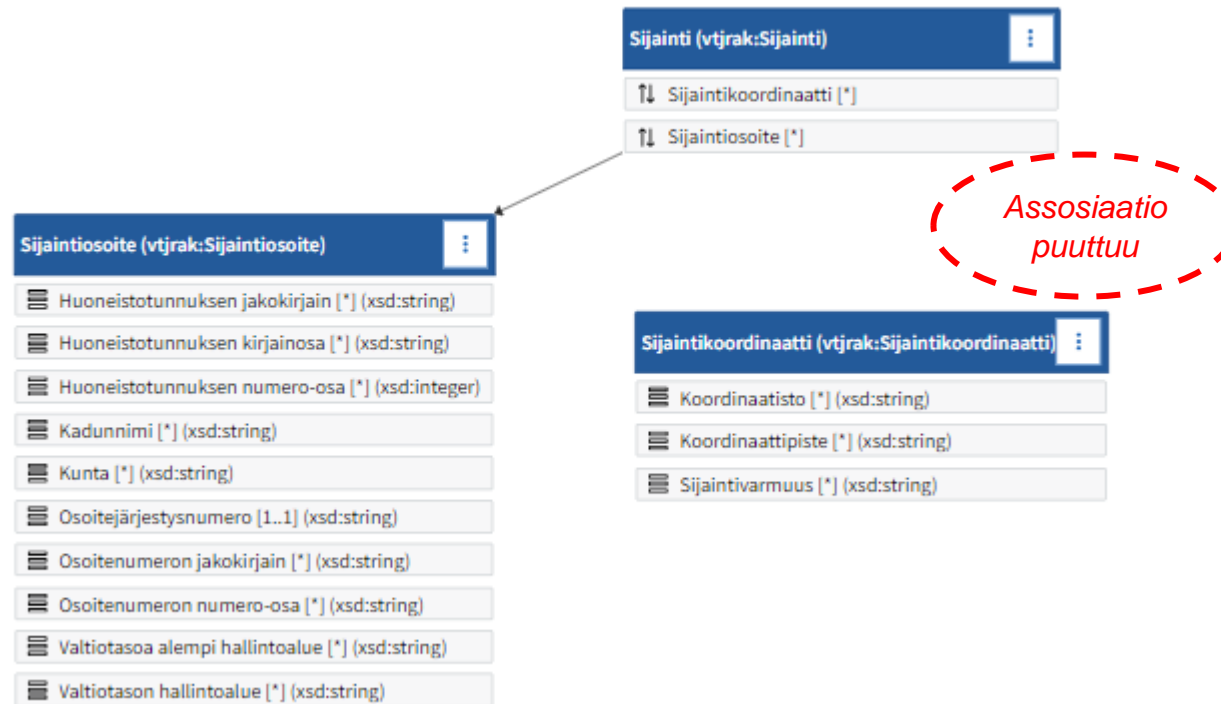 Sijainti (vtjrak:Sijainti)
Sijaintikoordinaatti [*]
Sijaintiosoite [*]
Assosiaatio
puuttuu
Sijaintiosoite (vtjrak:Sijaintiosoite)
Huoneistotunnuksen jakokirjain [*] (xsd:string)
Huoneistotunnuksen kirjainosa [*] (xsd:string)
Huoneistotunnuksen numero-osa [*] (xsd:integer)
Kadunnimi [*] (xsd:string)
Kunta [*] (xsd:string)
Osoitejärjestysnumero [1..1] (xsd:string)
Osoitenumeron jakokirjain [*] (xsd:string)
Osoitenumeron numero-osa [*] (xsd:string)
Valtiotasoa alempi hallintoalue [*] (xsd:string)
Valtiotason hallintoalue [*] (xsd:string)
Sijaintikoordinaatti (vtjrak:Sijaintikoordinaatti)
Koordinaatisto [*] (xsd:string)
Koordinaattipiste [*] (xsd:string)
Sijaintivarmuus [*] (xsd:string)